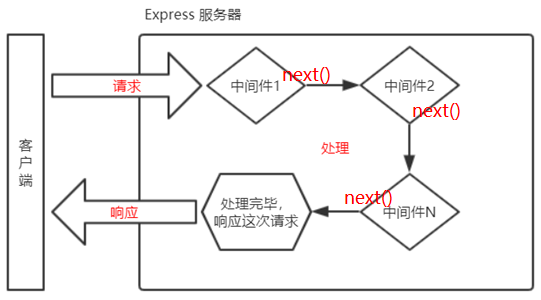 Express 服务器
客户端
请求
中间件1
next()
中间件2
next()
处理
next()
中间件N
处理完毕，
响应这次请求
响应